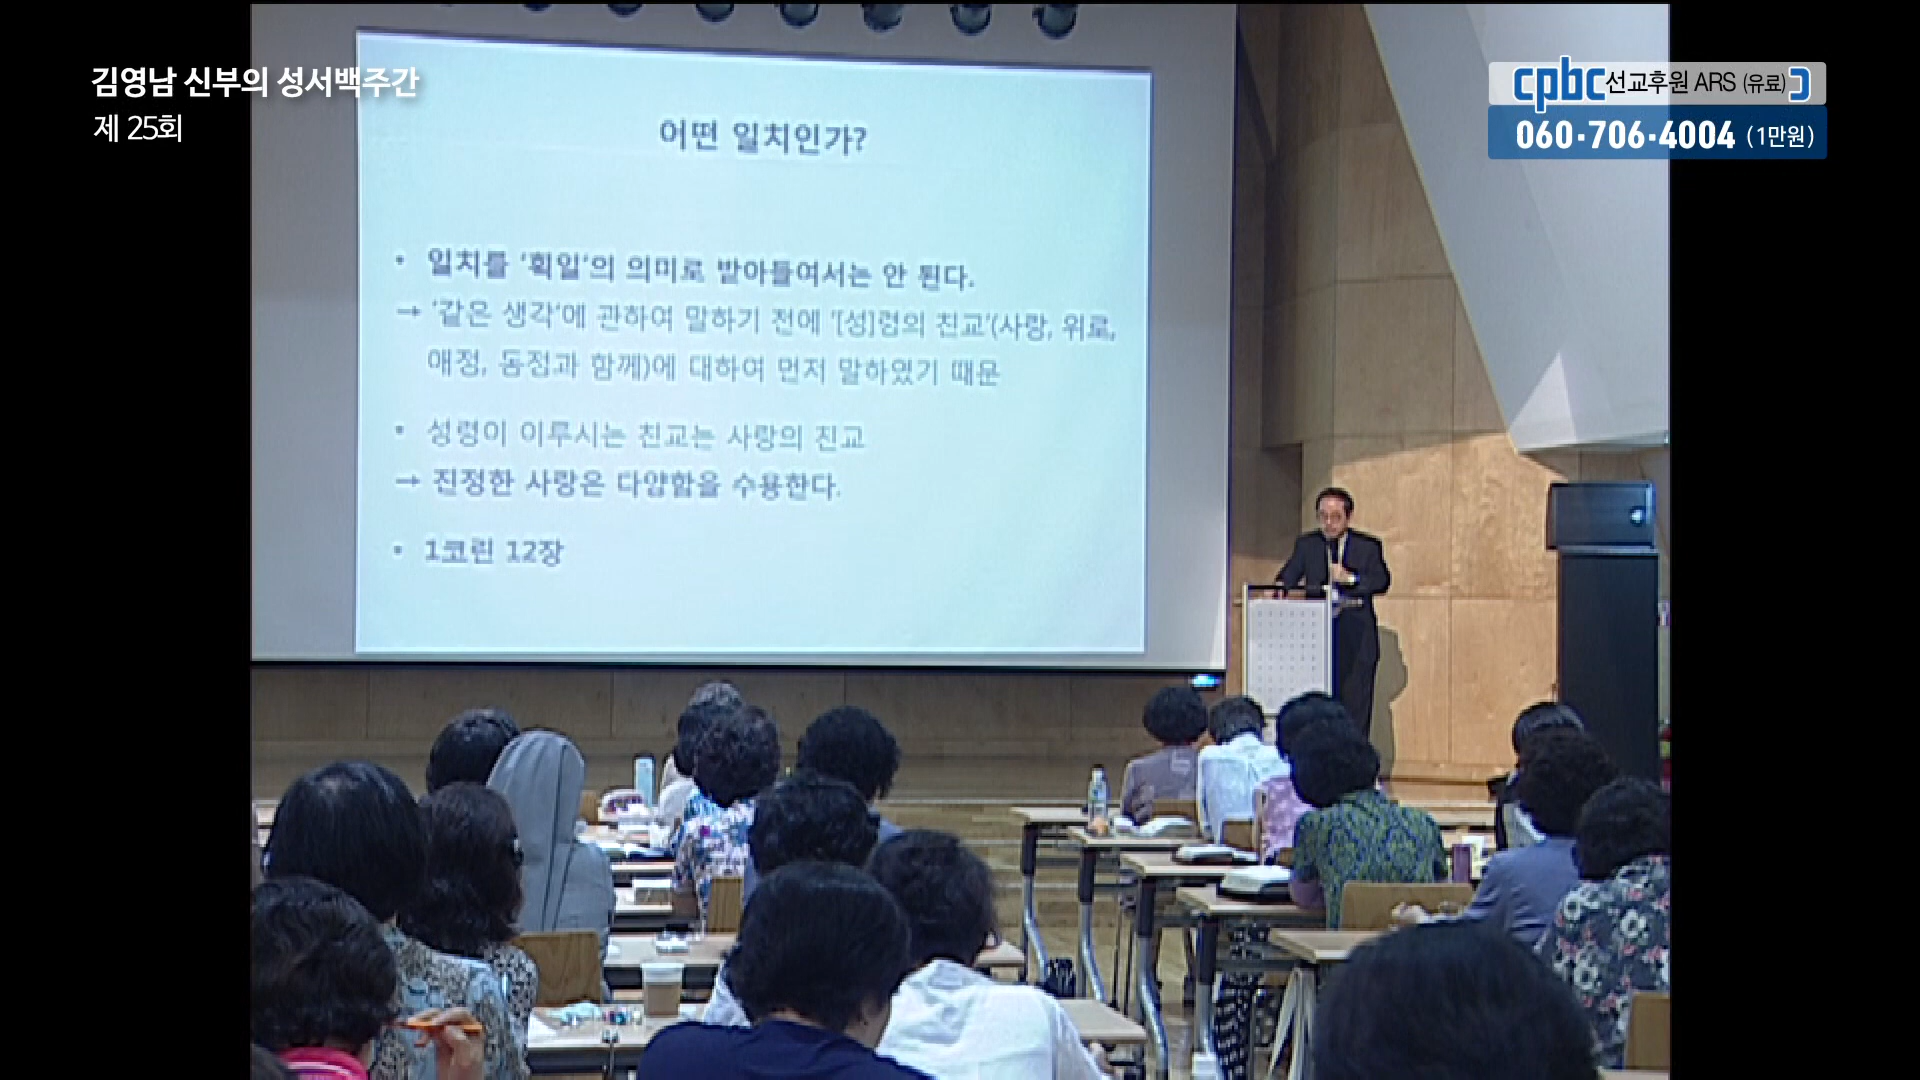 김영남 신부의 성서백주간
제 25회
cpbc 선교후원 ARS (유료)
060·706·4004 (1만원)
어떤 일치인가?
• 일치를 '획일'의 의미로 받아들여서는 안 된다.
→ '같은 생각'에 관하여 말하기 전에 '[성]령의 친교'(사랑, 위로,
애정, 동정과 함께)에 대하여 먼저 말하였기 때문
• 성령이 이루시는 친교는 사랑의 친교
→ 진정한 사랑은 다양함을 수용한다.
• 1코린 12장